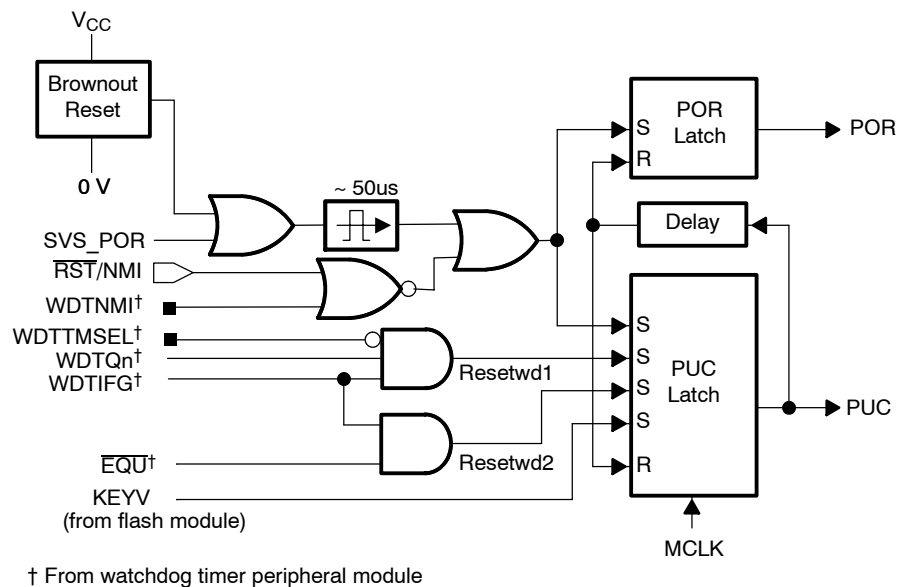 VCC
Brownout
Reset
0 V
~ 50us
SVS_POR
RST/NMI
WDTNMI†
WDTTMSEL†
WDTQn†
WDTIFG†
Resetwd1
EQU†
Resetwd2
KEYV
(from flash module)
S
R
POR
Latch
POR
Delay
S
S
S
S
R
PUC
Latch
PUC
MCLK
† From watchdog timer peripheral module